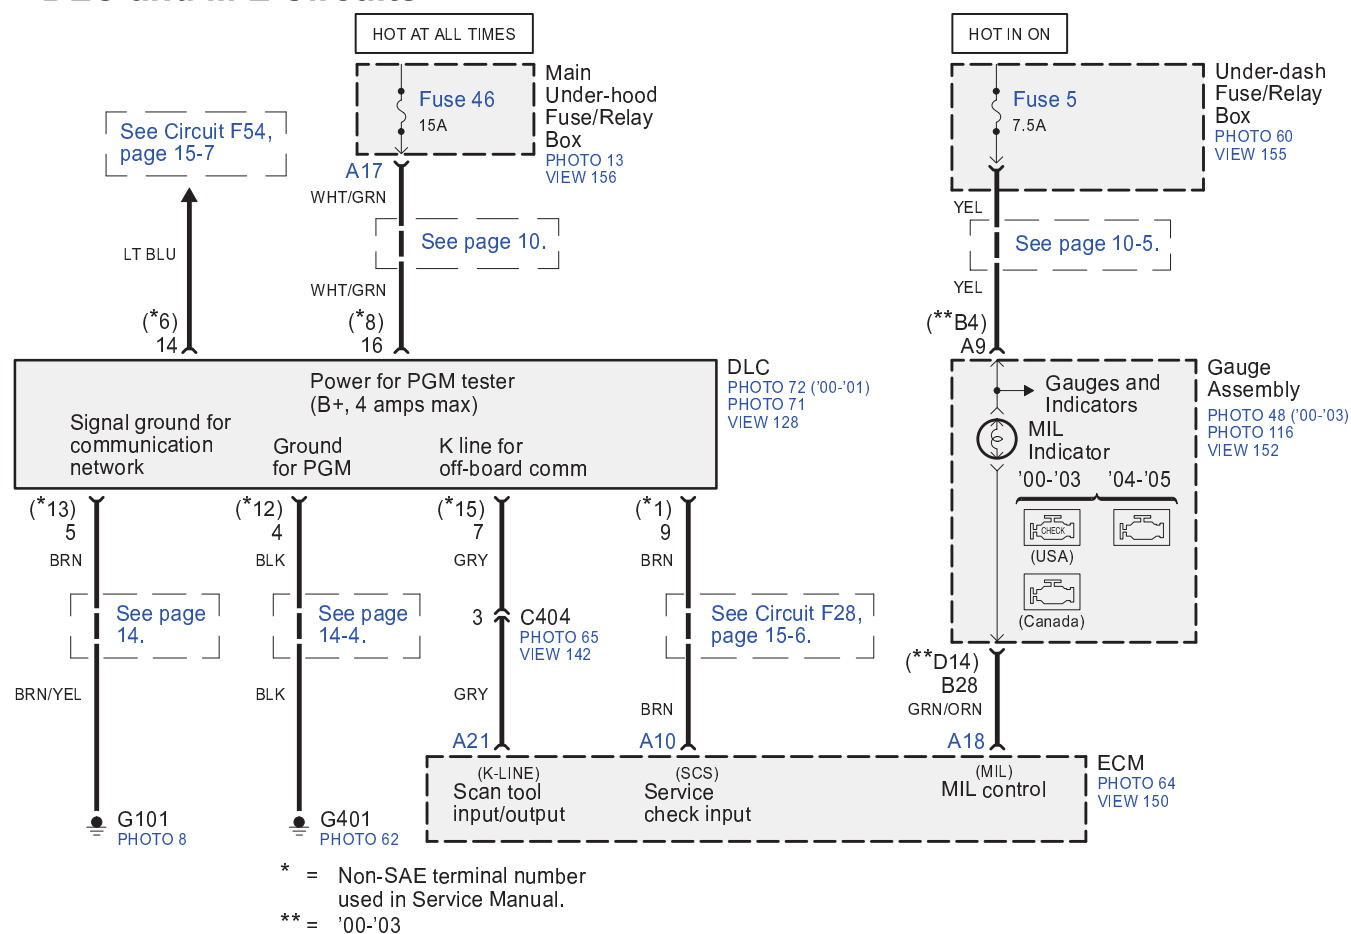 HOT AT ALL TIMES
HOT IN ON
Fuse 46
15A
Main
Under-hood
Fuse/Relay
Box
PHOTO 13
VIEW 156
Fuse 5
7.5A
Under-dash
Fuse/Relay
Box
PHOTO 60
VIEW 155
See Circuit F54,
page 15-7
A17
WHT/GRN
See page 10.
WHT/GRN
YEL
See page 10-5.
YEL
LT BLU
(*6)
14
(*8)
16
(**B4)
A9
Power for PGM tester
(B+, 4 amps max)
Signal ground for
communication
network
Ground
for PGM
K line for
off-board comm
DLC
PHOTO 72 ('00-'01)
PHOTO 71
VIEW 128
Gauges and
Indicators
MIL
Indicator
'00-'03
'04-'05
CHECK
(USA)
(Canada)
Gauge
Assembly
PHOTO 48 ('00-'03)
PHOTO 116
VIEW 152
(*13)
5
BRN
(*12)
4
BLK
(*15)
7
GRY
(*1)
9
BRN
See page
14.
See page
14-4.
3
C404
PHOTO 65
VIEW 142
See Circuit F28,
page 15-6.
(**D14)
B28
GRN/ORN
BRN/YEL
BLK
GRY
BRN
A21
A10
A18
(K-LINE)
Scan tool
input/output
(SCS)
Service
check input
(MIL)
MIL control
ECM
PHOTO 64
VIEW 150
G101
PHOTO 8
G401
PHOTO 62
* = Non-SAE terminal number
used in Service Manual.
** = '00-'03